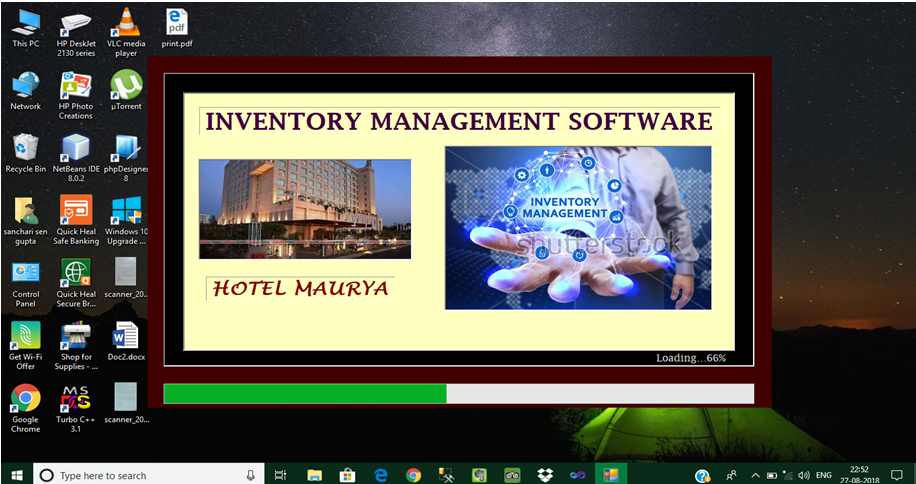 This PC
HP DeskJet
2130 series
VLC media
player
print.pdf
Network
HP Photo
Creations
µTorrent
Recycle Bin
NetBeans IDE
8.0.2
phpDesigner
8
sanchari sen
gupta
Quick Heal
Safe Banking
Windows 10
Upgrade ...
Control
Panel
Quick Heal
Secure Br...
scanner_20...
Get Wi-Fi
Offer
Shop for
Supplies - ...
Doc2.docx
Google
Chrome
Turbo C++
3.1
scanner_20...
pdf
MS
INVENTORY MANAGEMENT SOFTWARE
INVENTORY
MANAGEMENT
shutterstock
HOTEL MAURYA
Loading...66%
Type here to search
ENG
22:52
27-08-2018